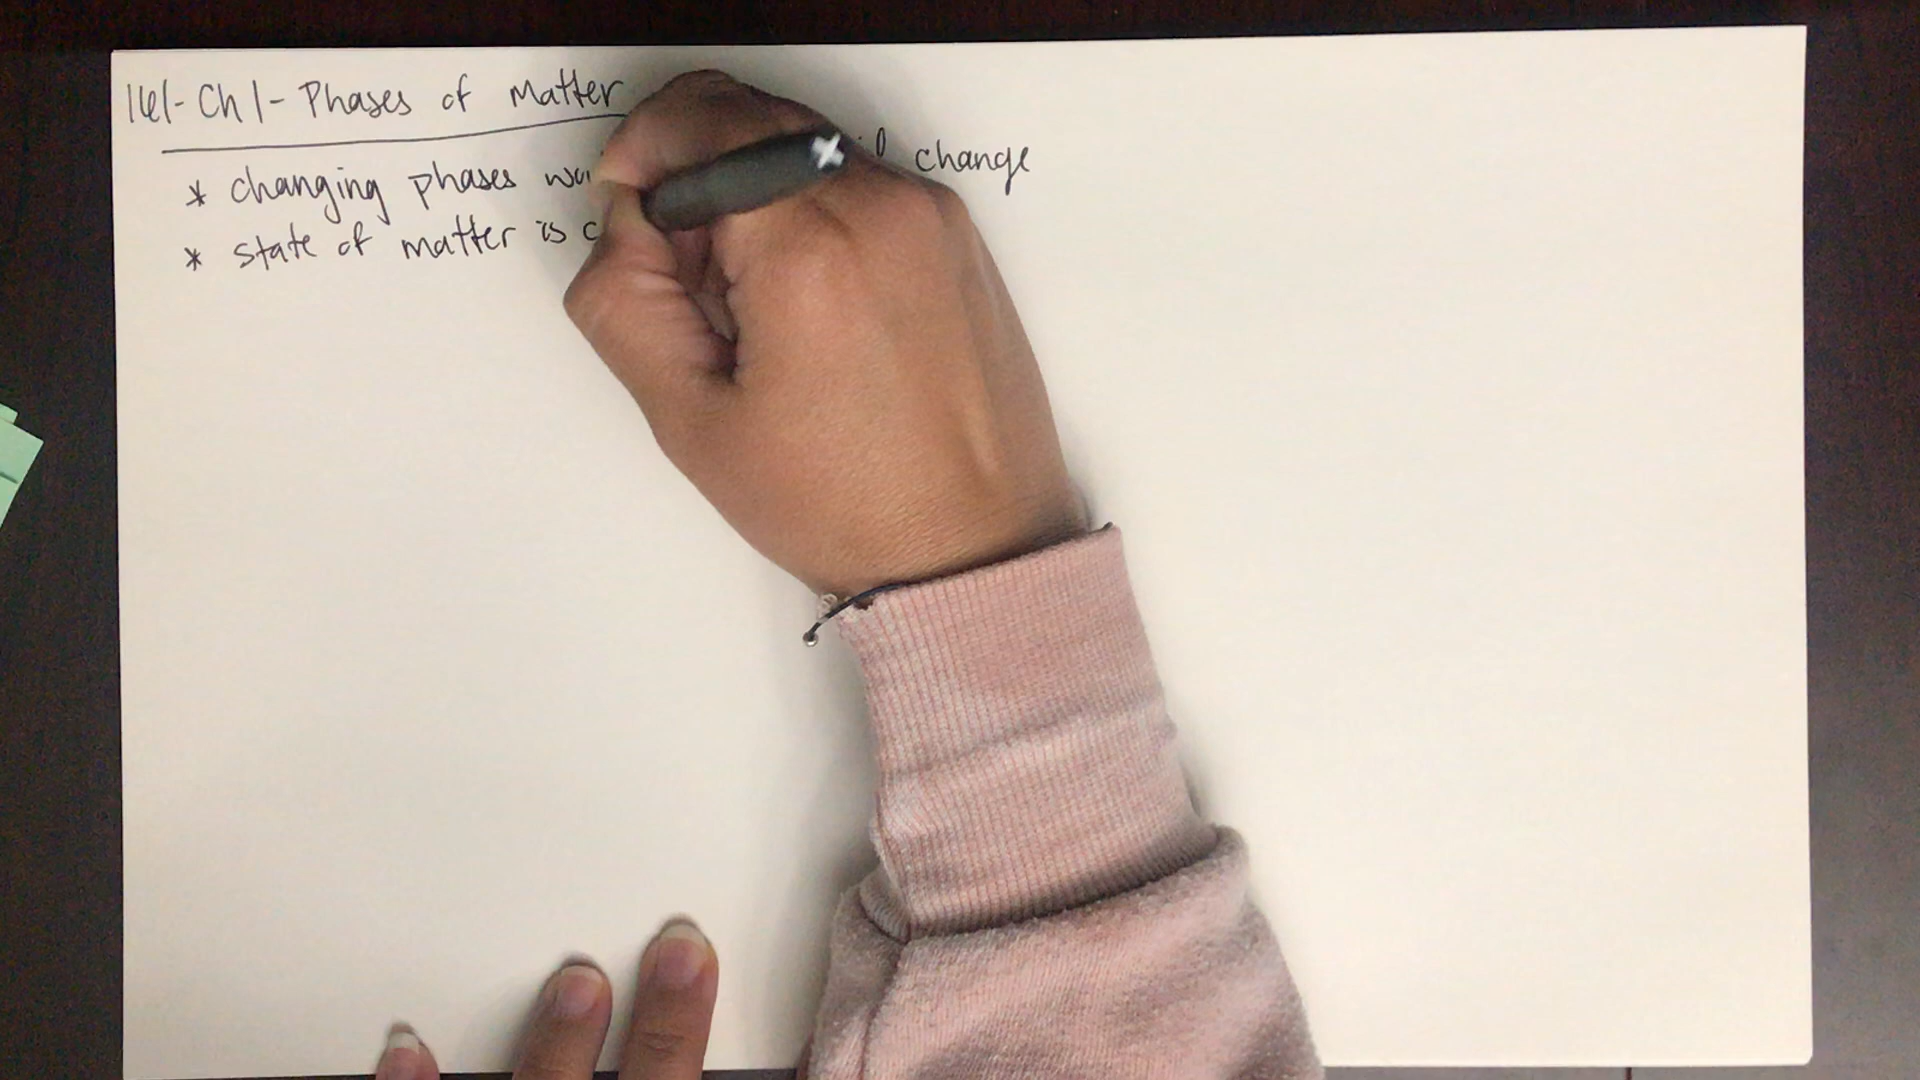 161-Ch 1- Phases of Matter
* changing phases change
* state of matter is